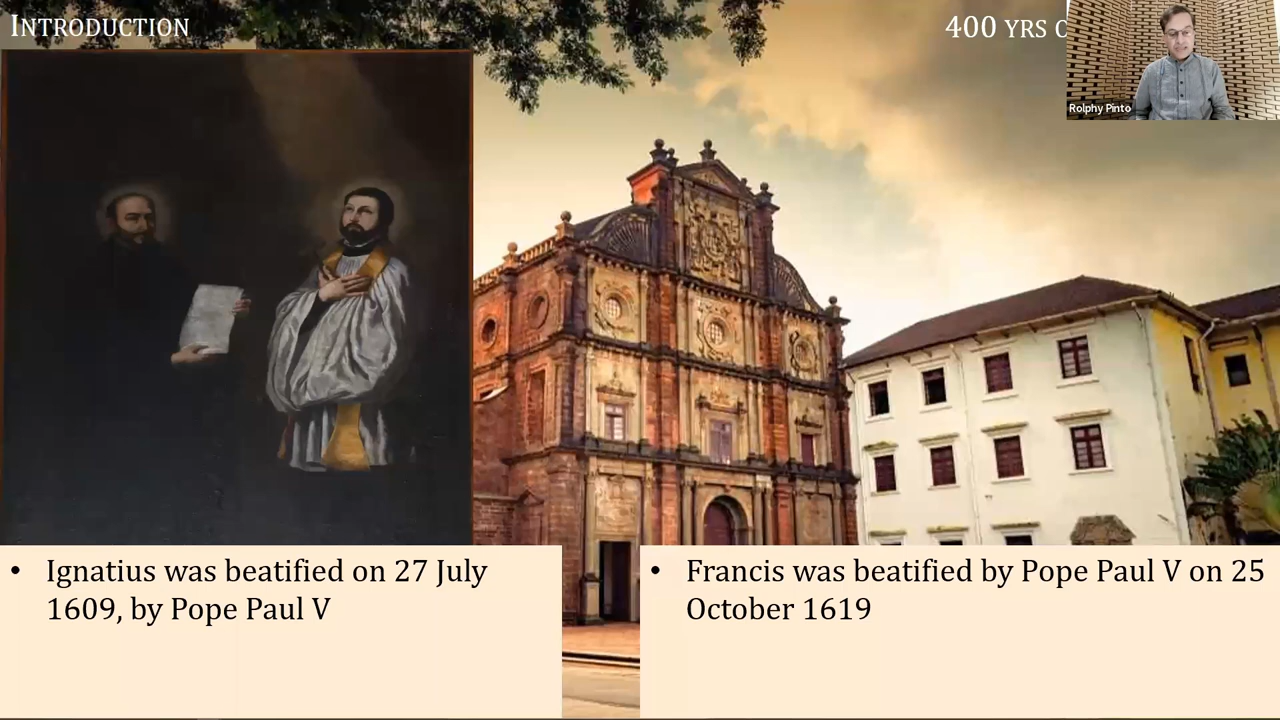 INTRODUCTION
400 YRS
Rolphy Pinto
• Ignatius was beatified on 27 July
1609, by Pope Paul V
• Francis was beatified by Pope Paul V on 25
October 1619